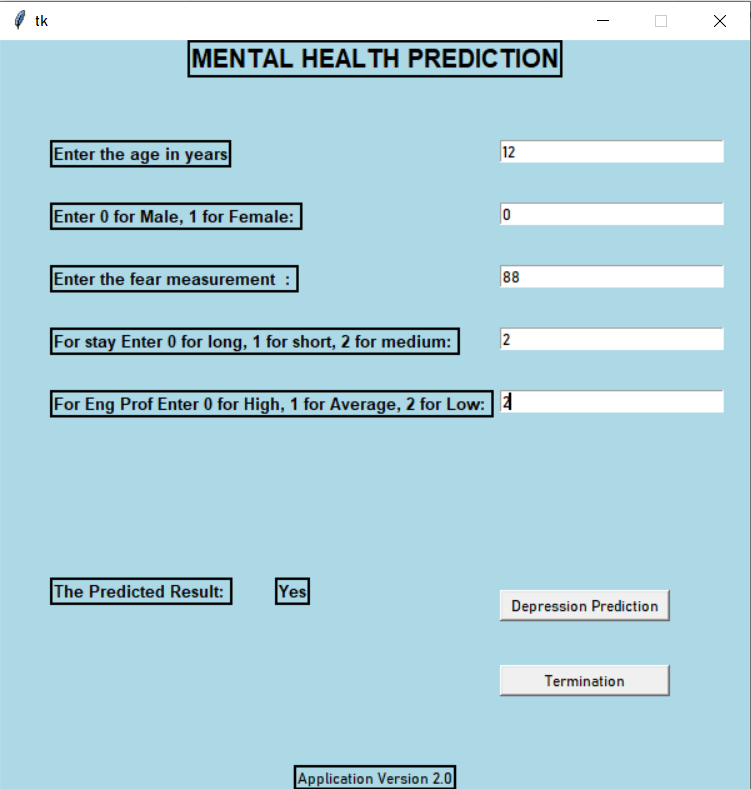 tk
MENTAL HEALTH PREDICTION
Enter the age in years
12
Enter 0 for Male, 1 for Female:
0
Enter the fear measurement  :
88
For stay Enter 0 for long, 1 for short, 2 for medium:
2
For Eng Prof Enter 0 for High, 1 for Average, 2 for Low:
2
The Predicted Result:
Yes
Depression Prediction
Termination
Application Version 2.0